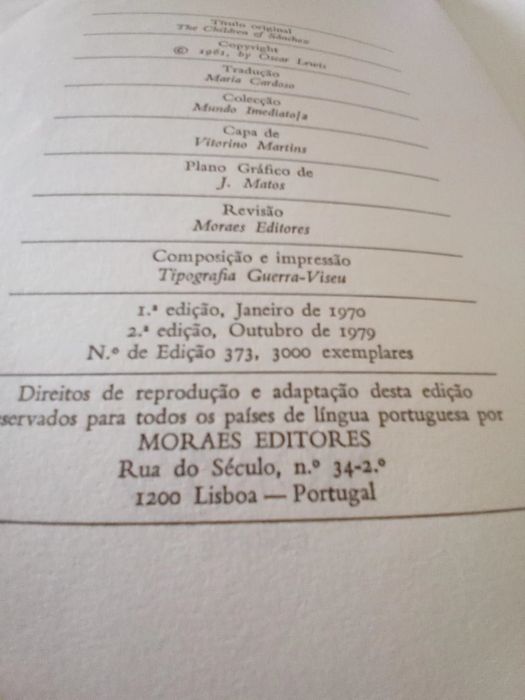 Título original
The Children of Sánchez
Copyright
© 1961, by Oscar Lewis
Tradução
Maria Cardoso
Colecção
Mundo Imediato/2
Capa de
Vitorino Martins
Plano Gráfico de
J. Matos
Revisão
Moraes Editores
Composição e impressão
Tipografia Guerra-Viseu
1.ª edição, Janeiro de 1970
2.ª edição, Outubro de 1979
N.º de Edição 373, 3000 exemplares
Direitos de reprodução e adaptação desta edição
servados para todos os países de língua portuguesa por
MORAES EDITORES
Rua do Século, n.º 34-2.º
1200 Lisboa — Portugal